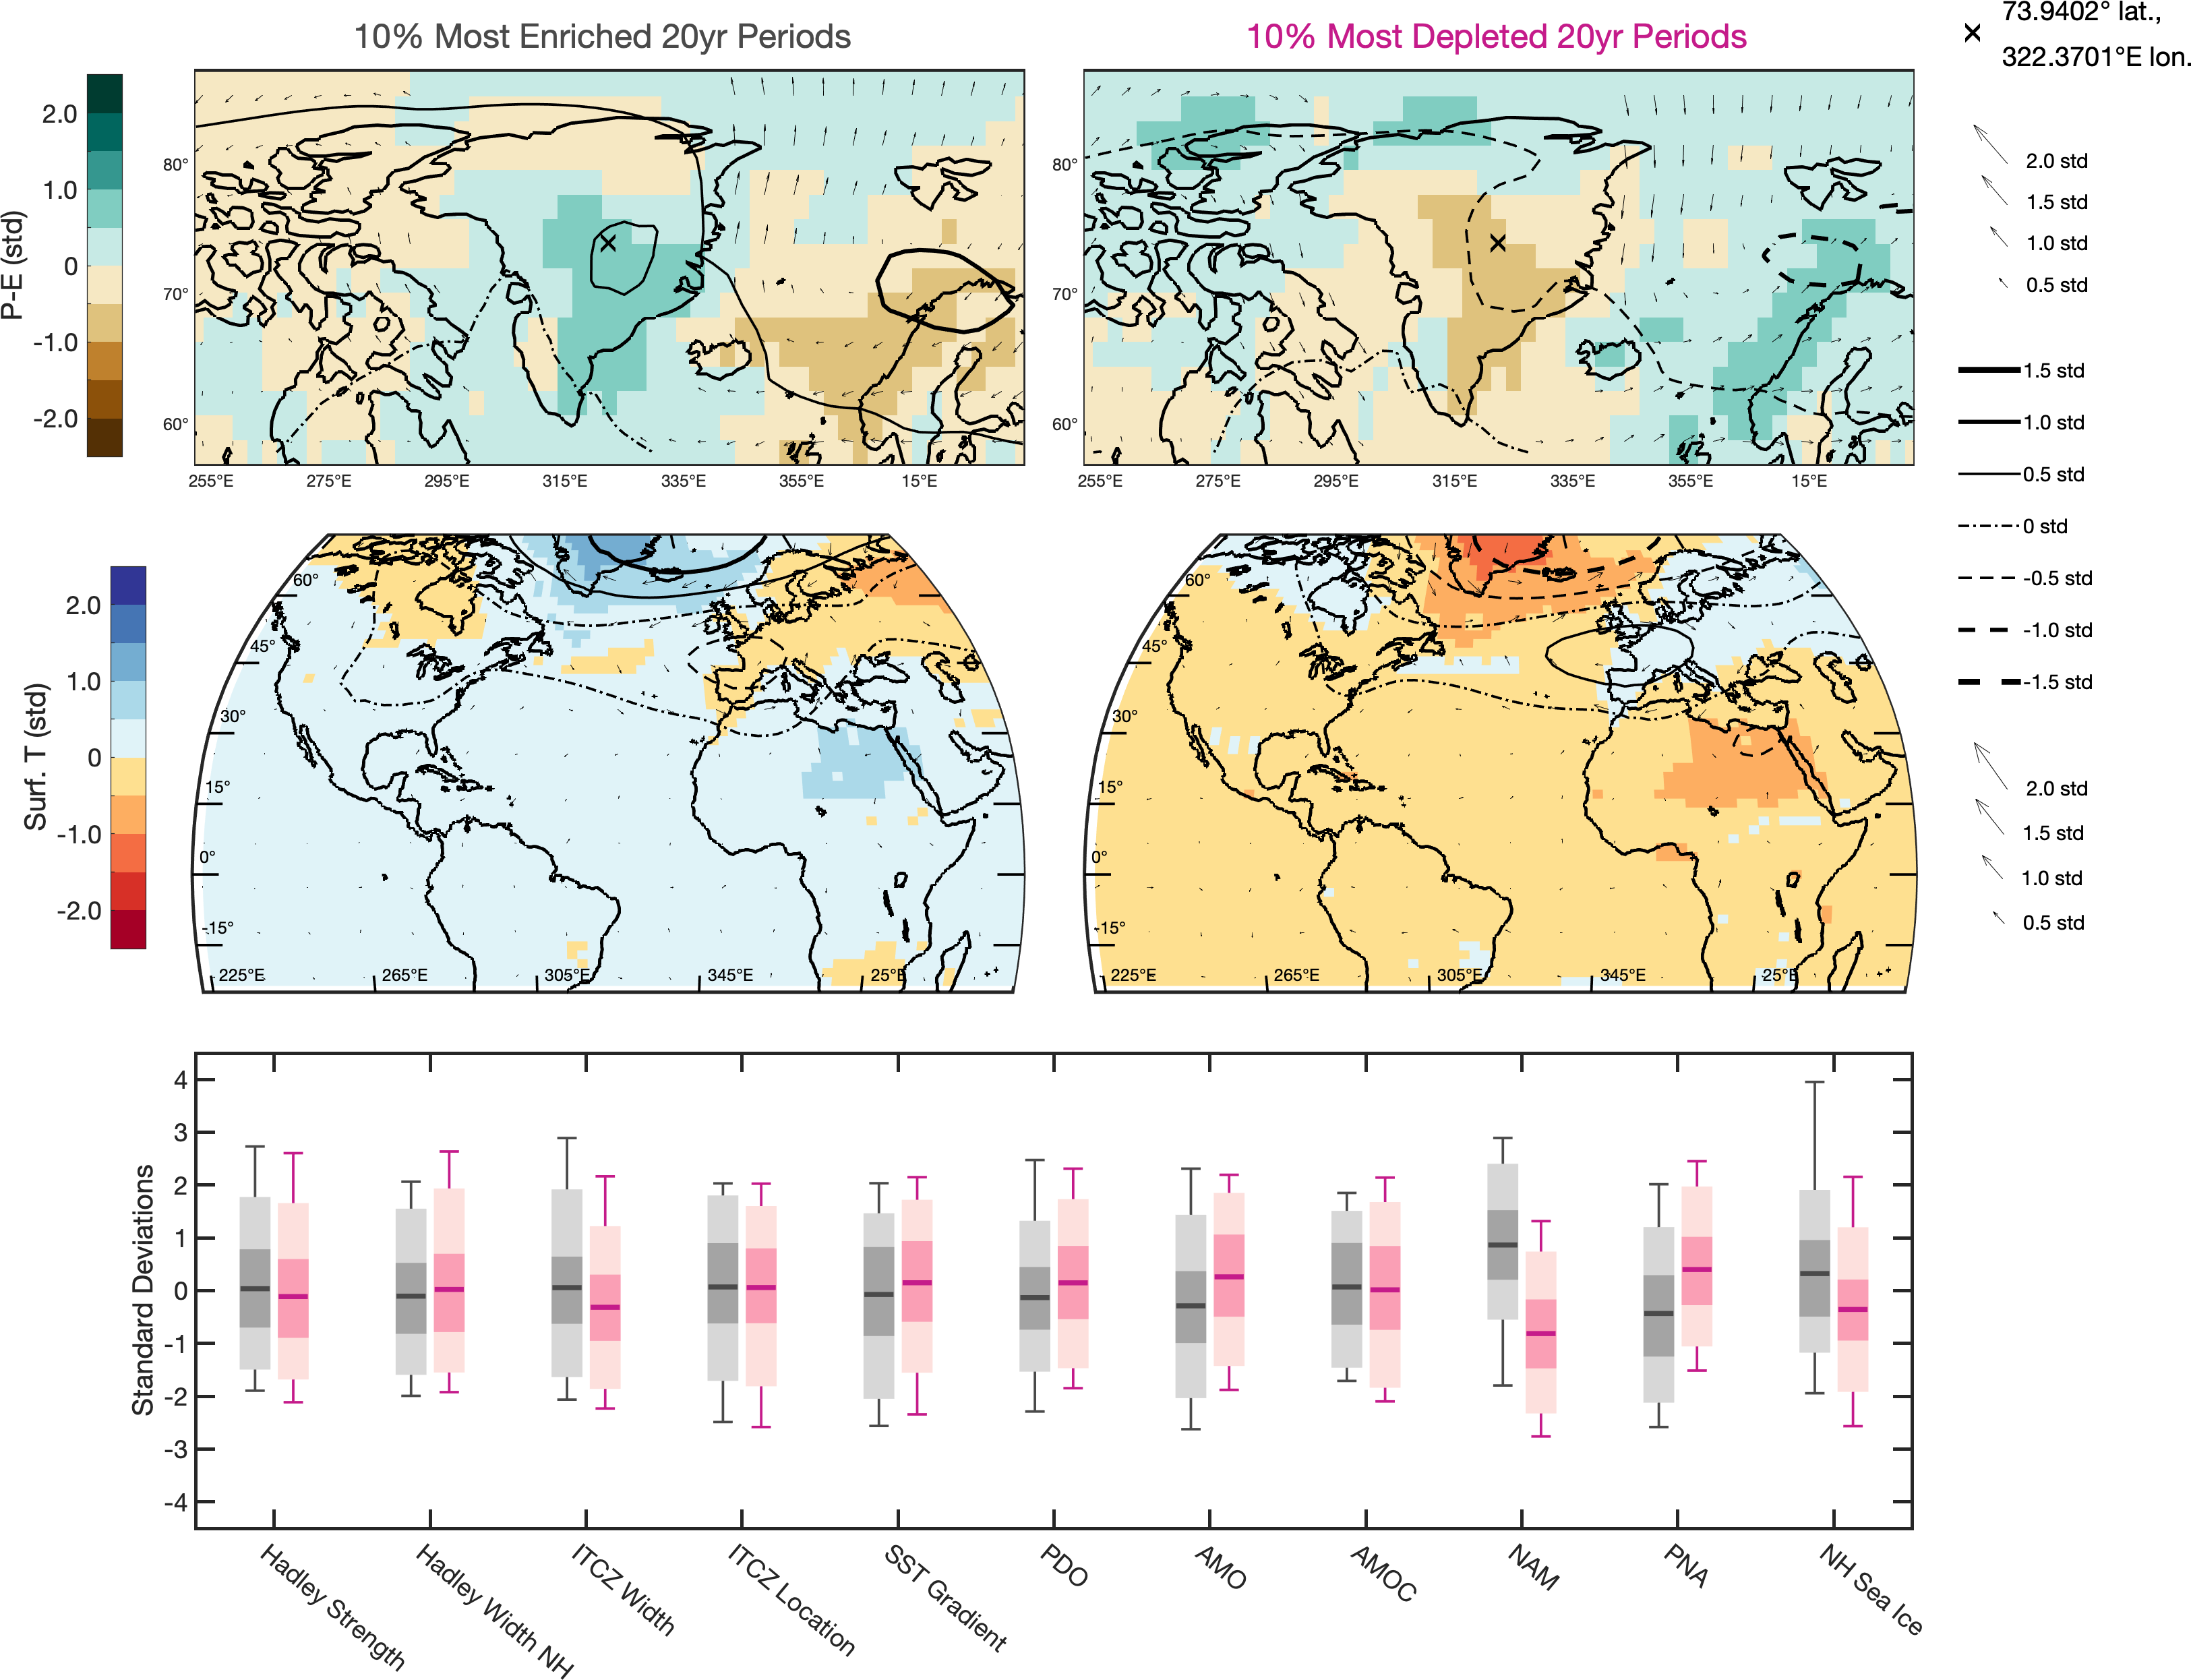 10% Most Enriched 20yr Periods
10% Most Depleted 20yr Periods
73.9402° lat.,
322.3701°E lon.
P-E (std)
2.0
1.0
0
-1.0
-2.0
80°
70°
60°
255°E 275°E 295°E 315°E 335°E 355°E 15°E
80°
70°
60°
255°E 275°E 295°E 315°E 335°E 355°E 15°E
2.0 std
1.5 std
1.0 std
0.5 std
1.5 std
1.0 std
0.5 std
0 std
-0.5 std
-1.0 std
-1.5 std
Surf. T (std)
2.0
1.0
0
-1.0
-2.0
60°
45°
30°
15°
0°
-15°
225°E 265°E 305°E 345°E 25°E
60°
45°
30°
15°
0°
-15°
225°E 265°E 305°E 345°E 25°E
2.0 std
1.5 std
1.0 std
0.5 std
Standard Deviations
4
3
2
1
0
-1
-2
-3
-4
Hadley Strength
Hadley Width NH
ITCZ Width
ITCZ Location
SST Gradient
PDO
AMO
AMOC
NAM
PNA
NH Sea Ice